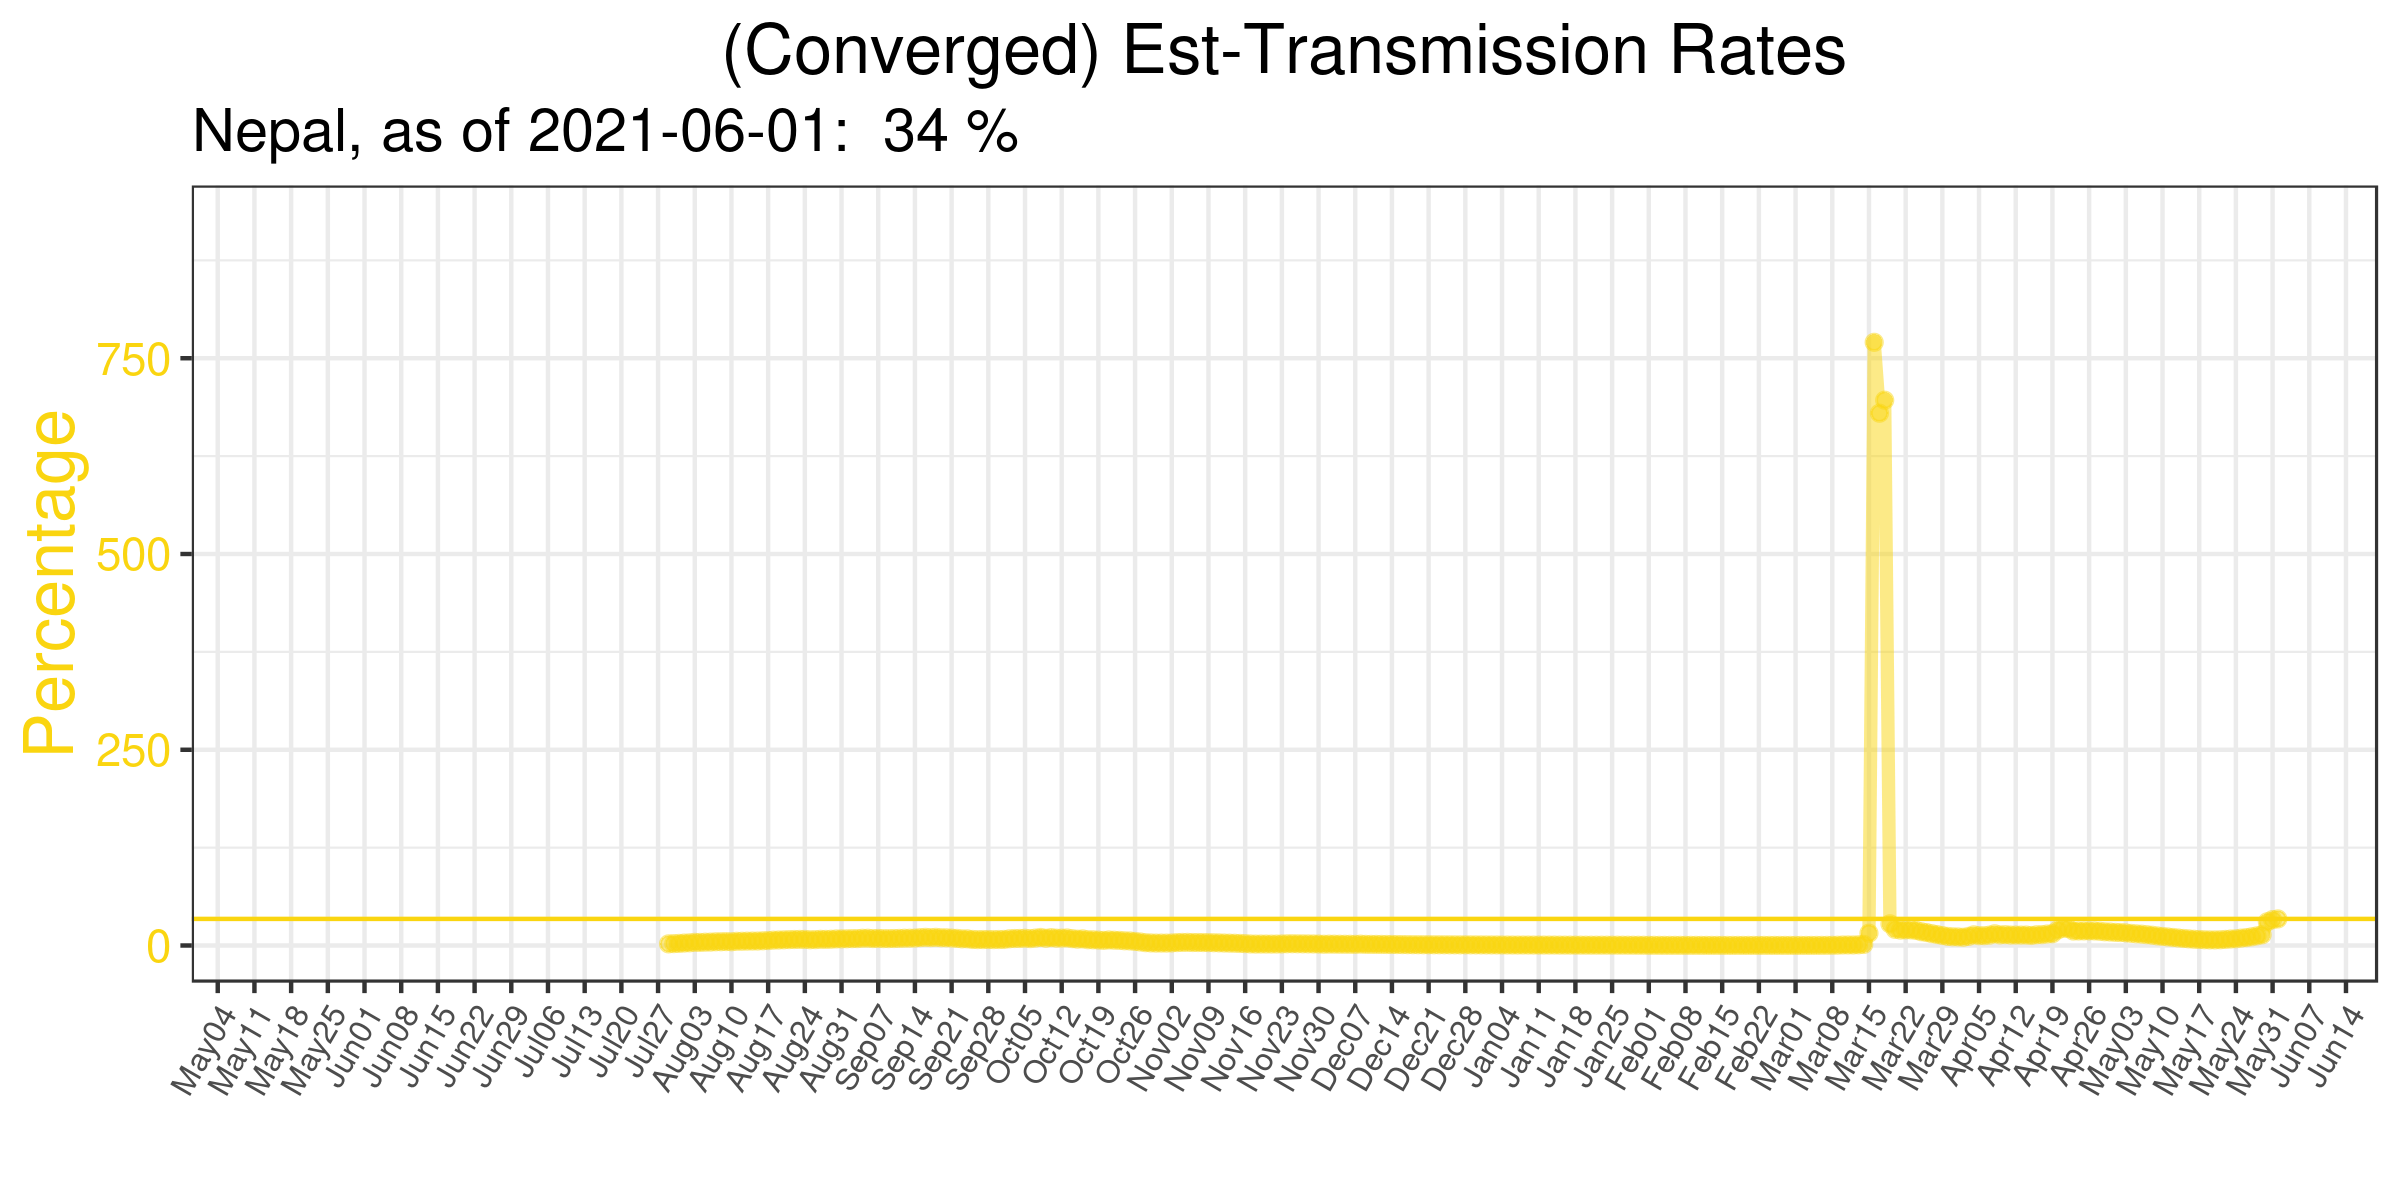 (Converged) Est-Transmission Rates
Nepal, as of 2021-06-01:  34 %
Percentage
750
500
250
0
May04 May11 May18 May25 Jun01 Jun08 Jun15 Jun22 Jun29 Jul06 Jul13 Jul20 Jul27 Aug03 Aug10 Aug17 Aug24 Aug31 Sep07 Sep14 Sep21 Sep28 Oct05 Oct12 Oct19 Oct26 Nov02 Nov09 Nov16 Nov23 Nov30 Dec07 Dec14 Dec21 Dec28 Jan04 Jan11 Jan18 Jan25 Feb01 Feb08 Feb15 Feb22 Mar01 Mar08 Mar15 Mar22 Mar29 Apr05 Apr12 Apr19 Apr26 May03 May10 May17 May24 May31 Jun07 Jun14